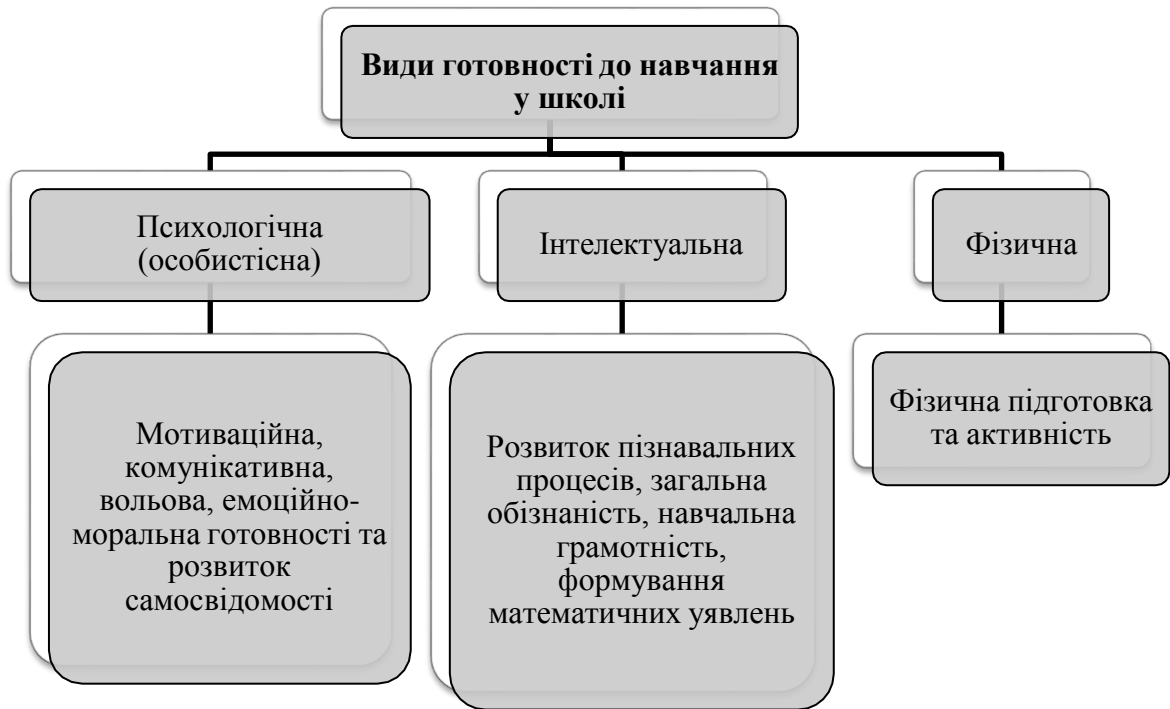 Види готовності до навчання
у школі
Психологічна
(особистісна)
Інтелектуальна
Фізична
Мотиваційна,
комунікативна,
вольова, емоційно-
моральна готовності та
розвиток
самосвідомості
Розвиток пізнавальних
процесів, загальна
обізнаність, навчальна
грамотність,
формування
математичних уявлень
Фізична підготовка
та активність